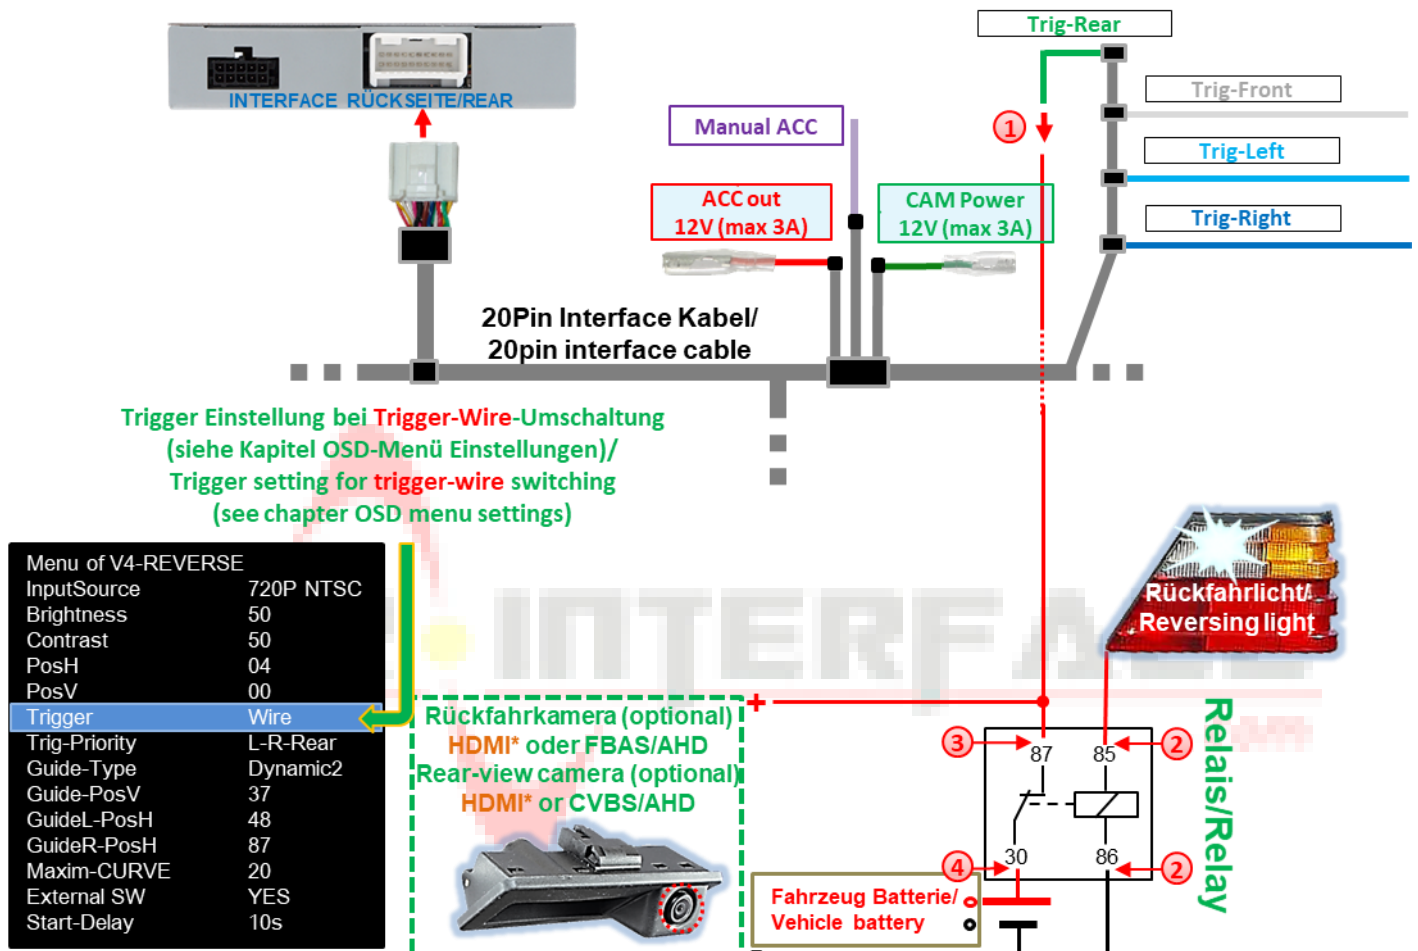 INTERFACE RÜCKSEITE/REAR
Trig-Rear
Trig-Front
Trig-Left
Trig-Right
1
Manual ACC
ACC out
12V (max 3A)
CAM Power
12V (max 3A)
20Pin Interface Kabel/
20pin interface cable
Trigger Einstellung bei Trigger-Wire-Umschaltung
(siehe Kapitel OSD-Menü Einstellungen)/
Trigger setting for trigger-wire switching
(see chapter OSD menu settings)
Menu of V4-REVERSE
InputSource 720P NTSC
Brightness 50
Contrast 50
PosH 04
PosV 00
Trigger Wire
Trig-Priority L-R-Rear
Guide-Type Dynamic2
Guide-PosV 37
GuideL-PosH 48
GuideR-PosH 87
Maxim-CURVE 20
External SW YES
Start-Delay 10s
Rückfahrkamera (optional)
HDMI* oder FBAS/AHD
Rear-view camera (optional)
HDMI* or CVBS/AHD
Rückfahrlicht/
Reversing light
INTERFACE
+
3
87
85
2
4
30
86
2
Relais/Relay
Fahrzeug Batterie/
Vehicle battery